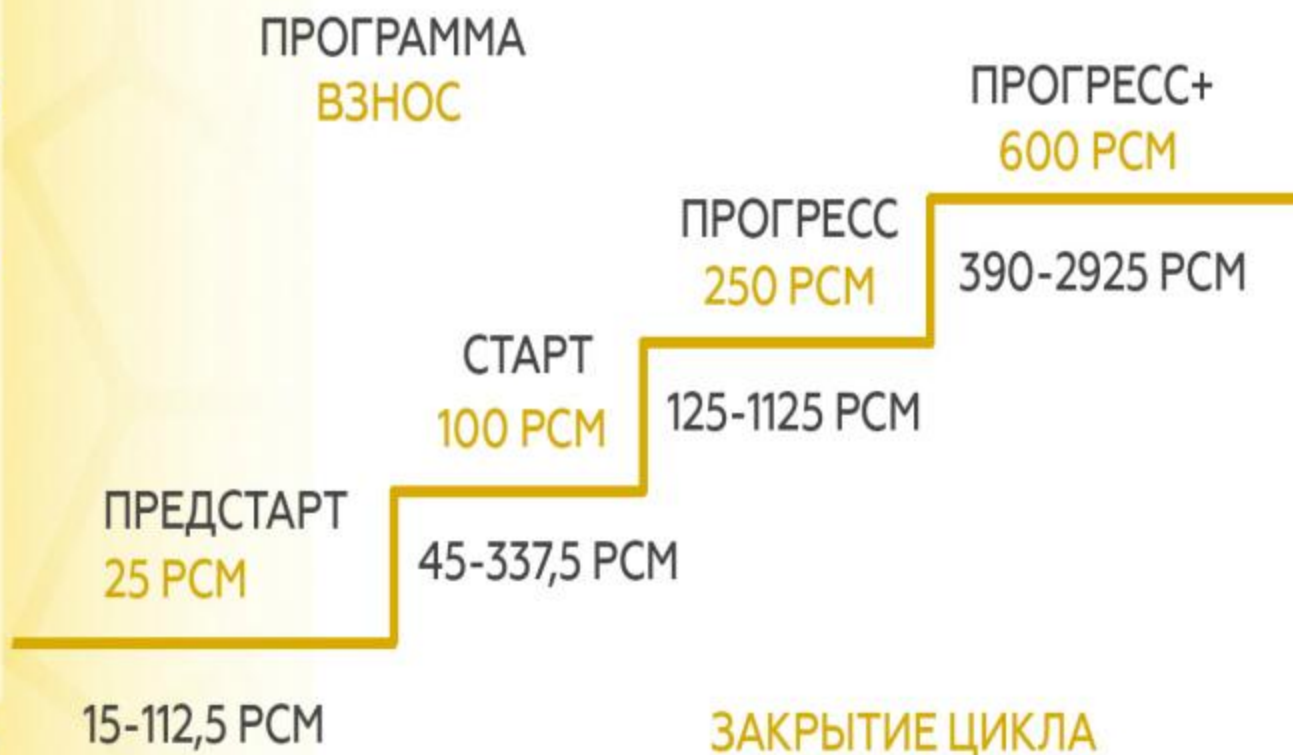 ПРОГРАММА
ВЗНОС
ПРОГРЕСС+
600 PCM
ПРОГРЕСС
250 PCM
390-2925 PCM
СТАРТ
100 PCM
125-1125 PCM
ПРЕДСТАРТ
25 PCM
45-337,5 PCM
15-112,5 PCM
ЗАКРЫТИЕ ЦИКЛА